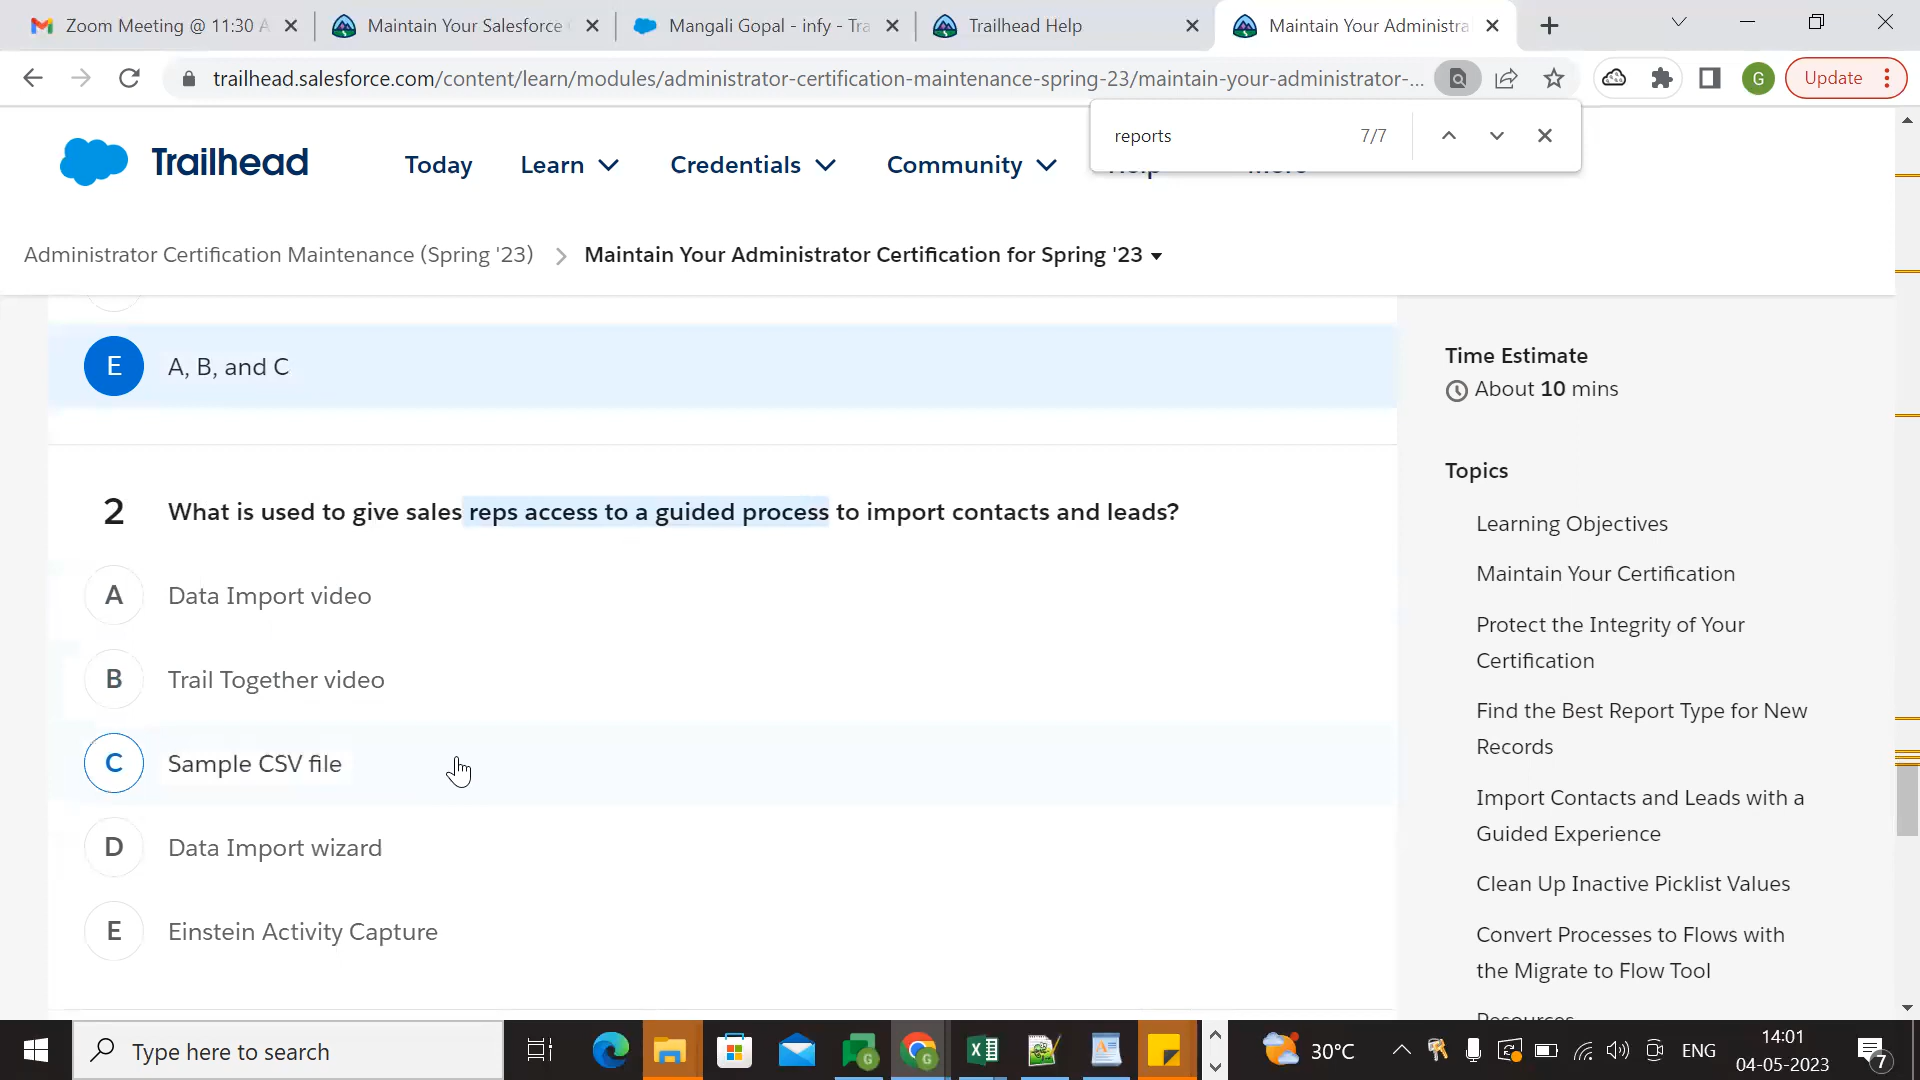 Zoom Meeting @ 11:30 A
Maintain Your Salesforce
Mangali Gopal - infy - Tra
Trailhead Help
Maintain Your Administra
trailhead.salesforce.com/content/learn/modules/administrator-certification-maintenance-spring-23/maintain-your-administrator-...
G
Update
reports
7/7
Trailhead
Today
Learn
Credentials
Community
Help
More
Administrator Certification Maintenance (Spring '23)
Maintain Your Administrator Certification for Spring '23
E
A, B, and C
2
What is used to give sales reps access to a guided process to import contacts and leads?
A
Data Import video
B
Trail Together video
C
Sample CSV file
D
Data Import wizard
E
Einstein Activity Capture
Time Estimate
About 10 mins
Topics
Learning Objectives
Maintain Your Certification
Protect the Integrity of Your
Certification
Find the Best Report Type for New
Records
Import Contacts and Leads with a
Guided Experience
Clean Up Inactive Picklist Values
Convert Processes to Flows with
the Migrate to Flow Tool
Resources
Type here to search
30°C
ENG
14:01
04-05-2023
7